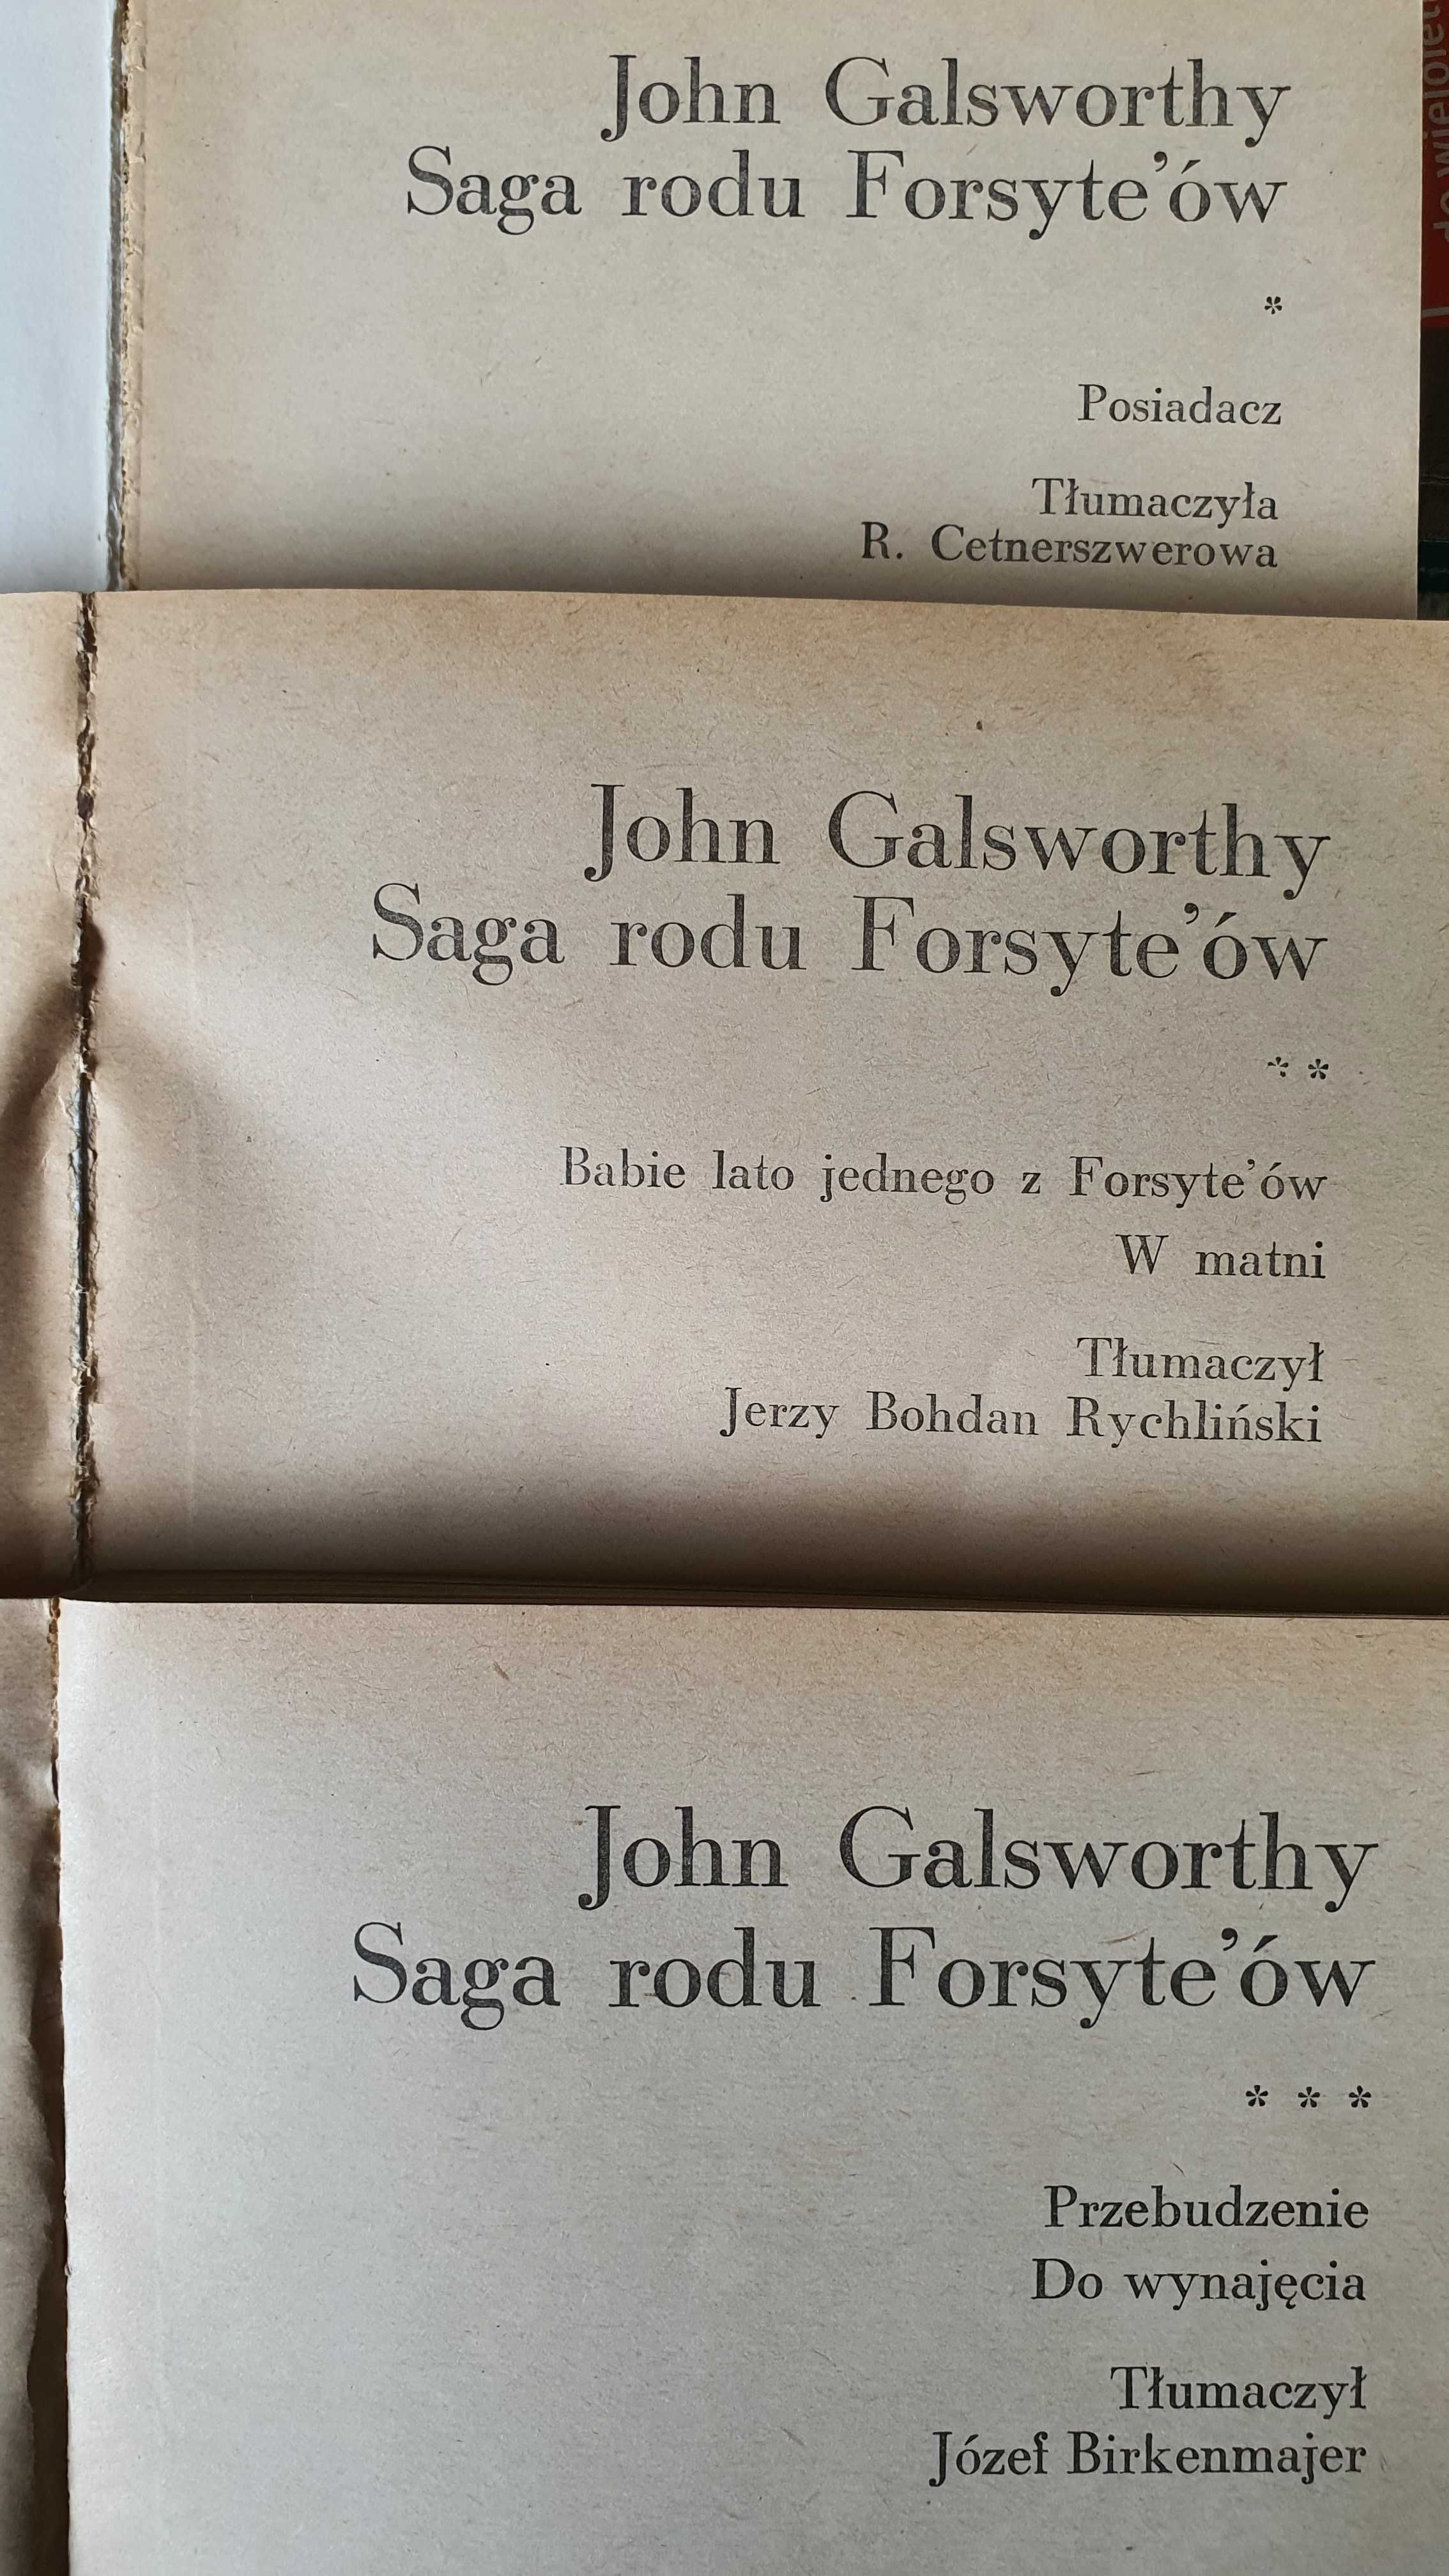 John Galsworthy
Saga rodu Forsyte’ów
*
Posiadacz
Tłumaczyła
R. Cetnerszwerowa
John Galsworthy
Saga rodu Forsyte’ów
* *
Babie lato jednego z Forsyte’ów
W matni
Tłumaczył
Jerzy Bohdan Rychliński
John Galsworthy
Saga rodu Forsyte’ów
* * *
Przebudzenie
Do wynajęcia
Tłumaczył
Józef Birkenmajer